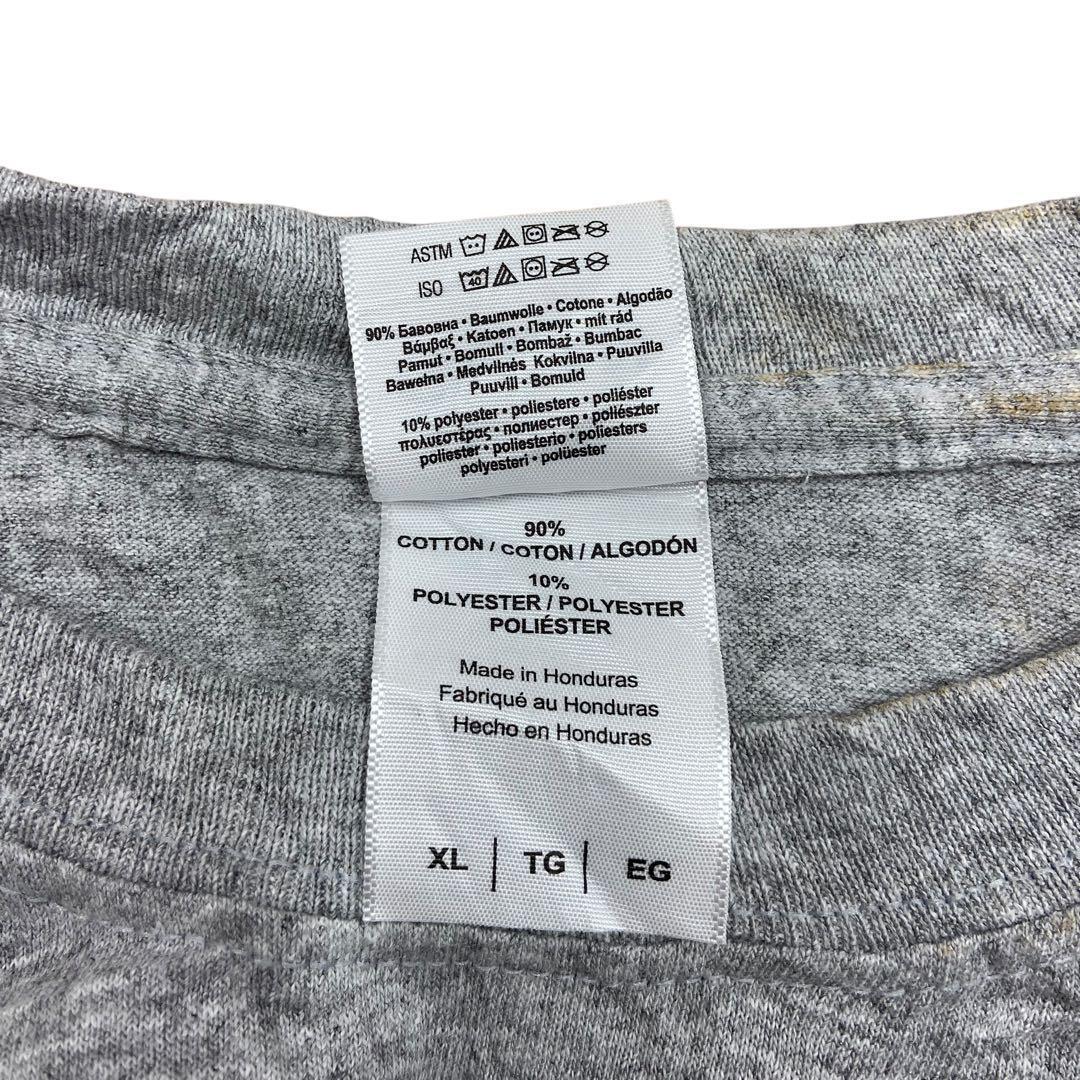 ASTM
ISO 40
90% Бавовна • Baumwolle • Cotone • Algodão
Βάμβαξ • Katoen • Памук • mit rád
Pamut • Bomull • Bombaž • Bumbac
Bawełna • Medvilnés Kokvilna • Puuvilla
Puuvill • Bomuld
10% polyester • poliestere • poliéster
πολυεστέρας • полиестер • poliészter
poliester • poliesterio • poliesters
polyesteri • polüester
90%
COTTON / COTON / ALGODÓN
10%
POLYESTER / POLYESTER
POLIÉSTER
Made in Honduras
Fabriqué au Honduras
Hecho en Honduras
XL | TG | EG